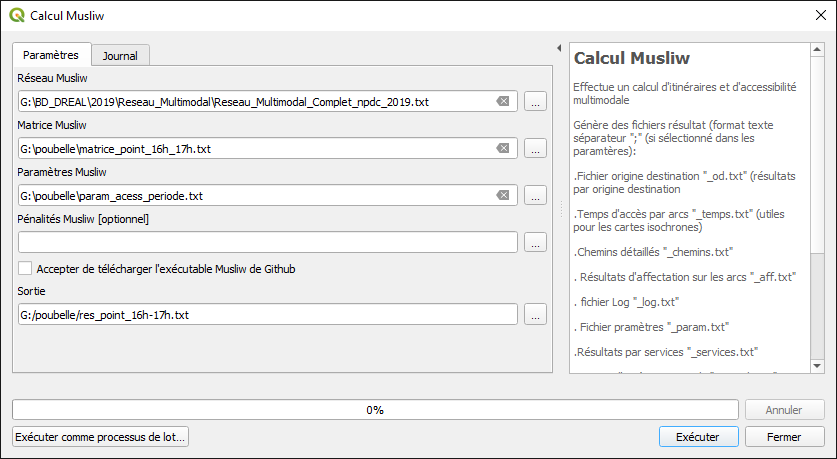 Calcul Musliw
Paramètres
Journal
Réseau Musliw
G:\BD_DREAL\2019\Reseau_Multimodal\Reseau_Multimodal_Complet_npdc_2019.txt
...
Matrice Musliw
G:\poubelle\matrice_point_16h_17h.txt
...
Paramètres Musliw
G:\poubelle\param_acess_periode.txt
...
Pénalités Musliw [optionnel]
...
Accepter de télécharger l'exécutable Musliw de Github
Sortie
G:/poubelle/res_point_16h-17h.txt
...
Calcul Musliw
Effectue un calcul d'itinéraires et d'accessibilité
multimodale
Génère des fichiers résultat (format texte
séparateur ";" (si sélectionné dans les
paramtères):
.Fichier origine destination "_od.txt" (résultats
par origine destination
.Temps d'accès par arcs "_temps.txt" (utiles
pour les cartes isochrones)
.Chemins détaillés "_chemins.txt"
. Résultats d'affectation sur les arcs "_aff.txt"
. fichier Log "_log.txt"
. Fichier pramètres "_param.txt"
.Résultats par services "_services.txt"
0%
Annuler
Exécuter comme processus de lot...
Exécuter
Fermer